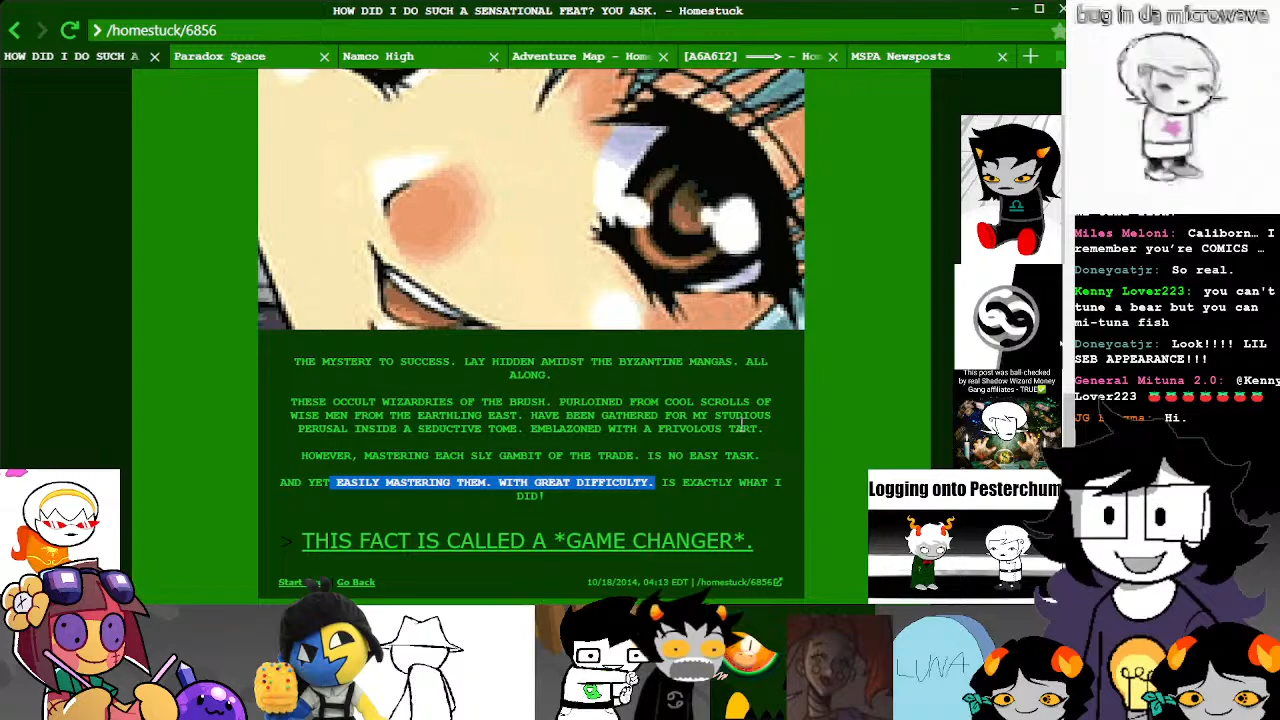 HOW DID I DO SUCH A SENSATIONAL FEAT? YOU ASK. - Homestuck
bug in da microwave
/homestuck/6856
HOW DID I DO SUCH A
Paradox Space
Namco High
Adventure Map - Hom
[A6A6I2] ===> - Ho
MSPA Newsposts
Miles Meloni: Caliborn… I
remember you're COMICS …
Doneycatjr: So real.
Kenny Lover223: you can't
tune a bear but you can
mi-tuna fish
Doneycatjr: Look!!!! LIL
SEB APPEARANCE!!!
General Mituna 2.0: @Kenny
Lover223
Hi.
THE MYSTERY TO SUCCESS. LAY HIDDEN AMIDST THE BYZANTINE MANGAS. ALL
ALONG.
THESE OCCULT WIZARDRIES OF THE BRUSH. PURLOINED FROM COOL SCROLLS OF
WISE MEN FROM THE EARTHLING EAST. HAVE BEEN GATHERED FOR MY STUDIOUS
PERUSAL INSIDE A SEDUCTIVE TOME. EMBLAZONED WITH A FRIVOLOUS TART.
HOWEVER, MASTERING EACH SLY GAMBIT OF THE TRADE. IS NO EASY TASK.
AND YET EASILY MASTERING THEM. WITH GREAT DIFFICULTY. IS EXACTLY WHAT I
DID!
> THIS FACT IS CALLED A *GAME CHANGER*.
Start
Go Back
10/18/2014, 04:13 EDT | /homestuck/6856
This post was ball-checked
by real Shadow Wizard Money
Gang affiliates - TRUE
Logging onto Pesterchum
LUNA